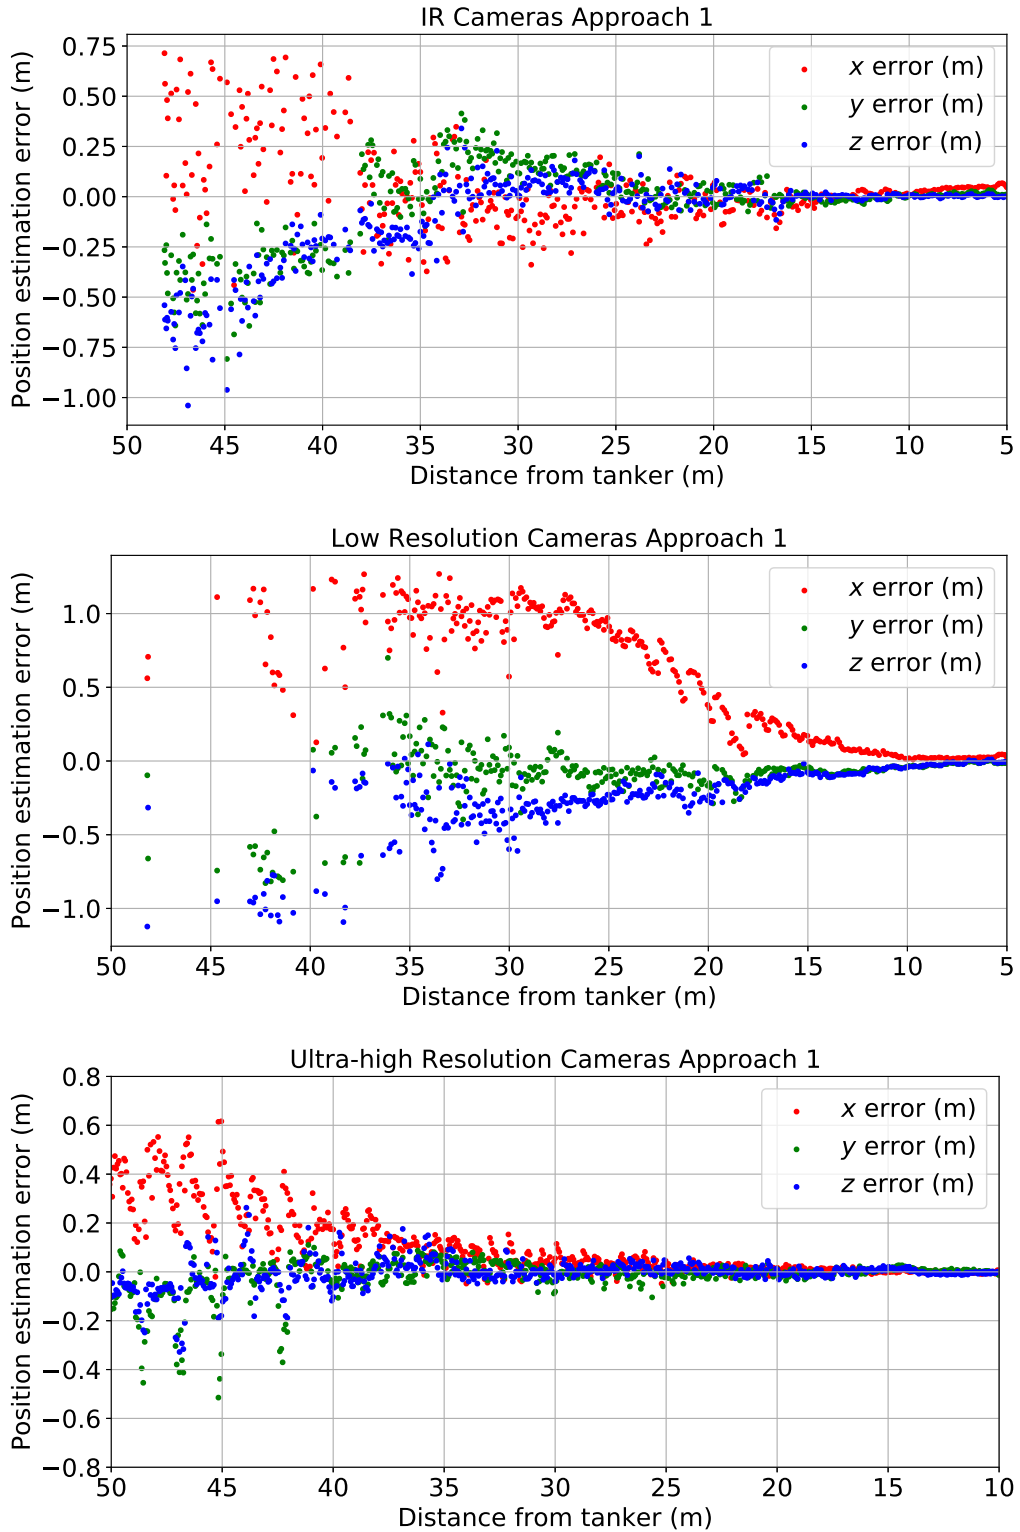 IR Cameras Approach 1
Position estimation error (m)
0.75
0.50
0.25
0.00
−0.25
−0.50
−0.75
−1.00
x error (m)
y error (m)
z error (m)
50 45 40 35 30 25 20 15 10 5
Distance from tanker (m)
Low Resolution Cameras Approach 1
Position estimation error (m)
1.0
0.5
0.0
−0.5
−1.0
x error (m)
y error (m)
z error (m)
50 45 40 35 30 25 20 15 10 5
Distance from tanker (m)
Ultra-high Resolution Cameras Approach 1
Position estimation error (m)
0.8
0.6
0.4
0.2
0.0
−0.2
−0.4
−0.6
−0.8
x error (m)
y error (m)
z error (m)
50 45 40 35 30 25 20 15 10
Distance from tanker (m)